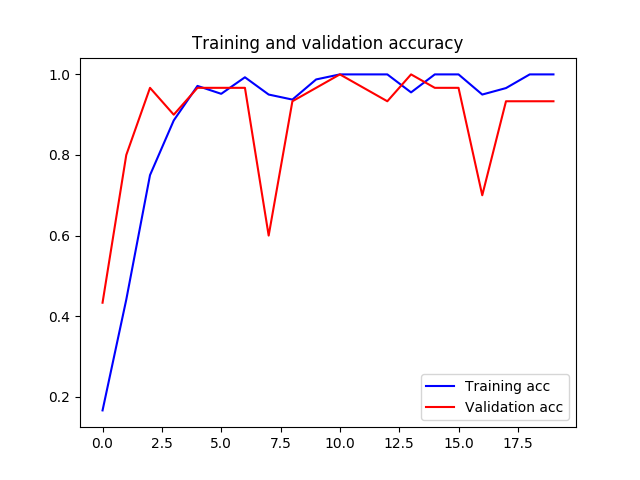 Training and validation accuracy
1.0
0.8
0.6
0.4
0.2
0.0 2.5 5.0 7.5 10.0 12.5 15.0 17.5
Training acc
Validation acc